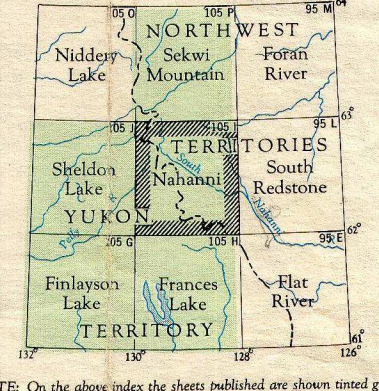 64
05 O 105 P 95 M
NORTHWEST
Niddery Lake
Sekwi Mountain
Foran River
63°
05 J 105 I 95 L
TERRITORIES
Sheldon Lake
South
Nahanni
South Redstone
YUKON
Pelly
Nahanni
62°
105 G 105 H 95 E
R
Finlayson Lake
Frances Lake
Flat River
TERRITORY
61°
132° 130° 128° 126°
TE: On the above index the sheets published are shown tinted g